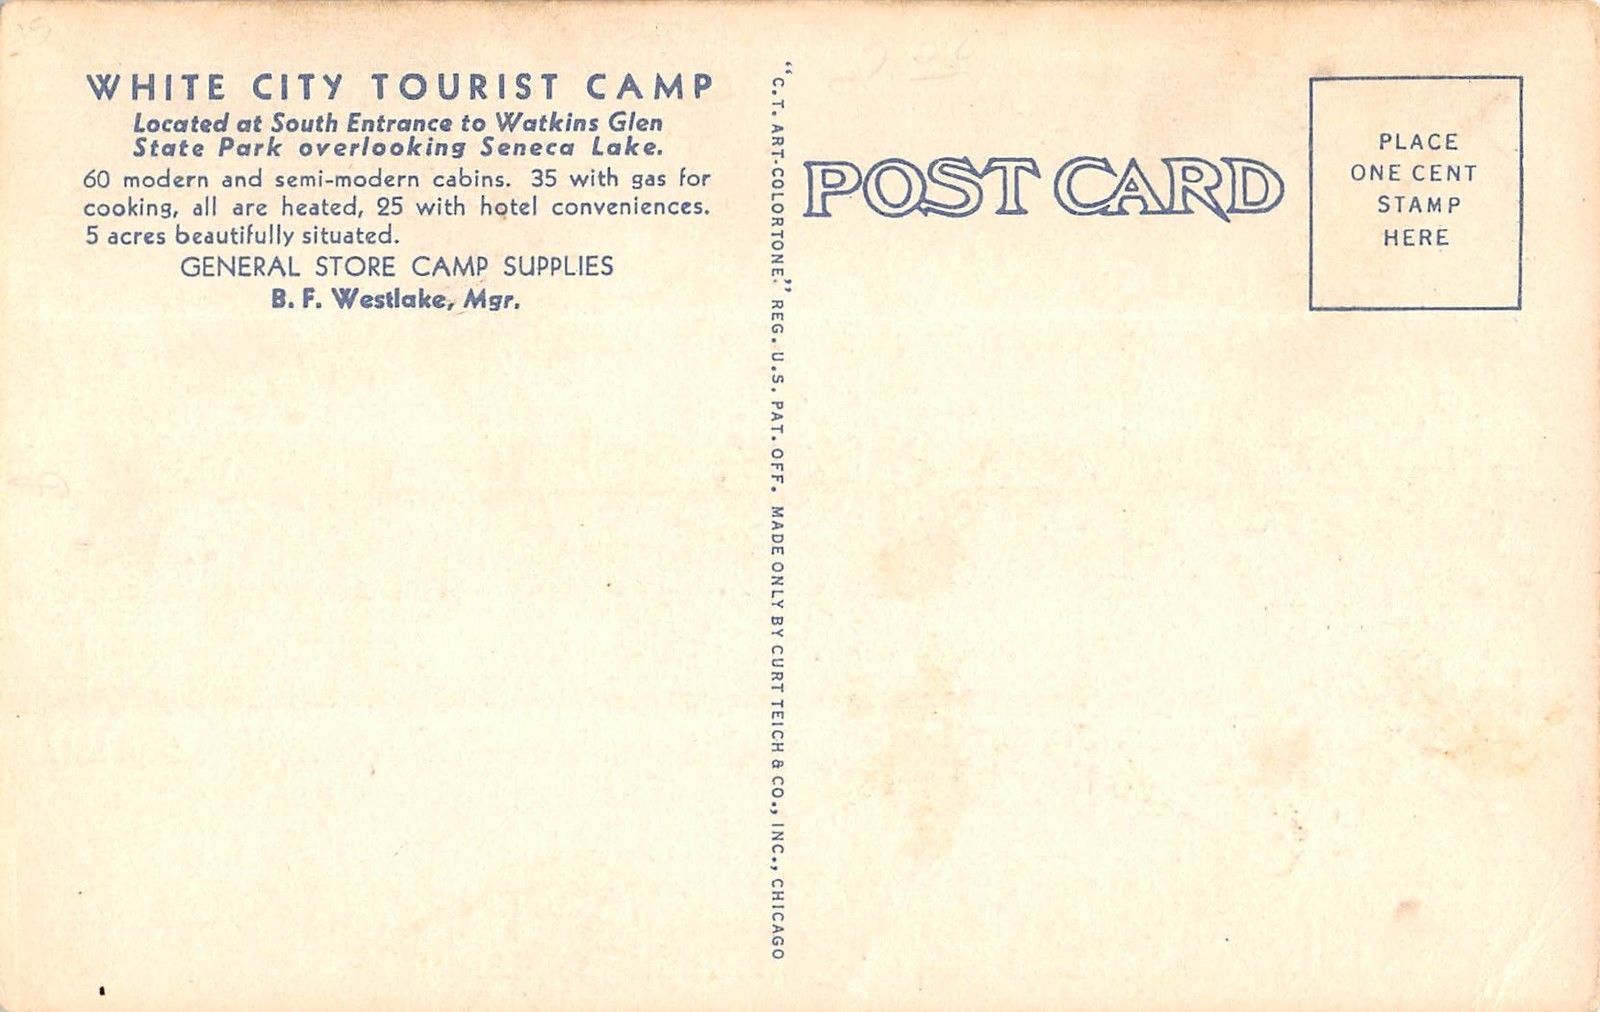 WHITE CITY TOURIST CAMP
Located at South Entrance to Watkins Glen
State Park overlooking Seneca Lake.
60 modern and semi-modern cabins. 35 with gas for
cooking, all are heated, 25 with hotel conveniences.
5 acres beautifully situated.
GENERAL STORE CAMP SUPPLIES
B. F. Westlake, Mgr.
"C.T. ART-COLORTONE." REG. U.S. PAT. OFF. MADE ONLY BY CURT TEICH & CO., INC., CHICAGO
POST CARD
PLACE
ONE CENT
STAMP
HERE